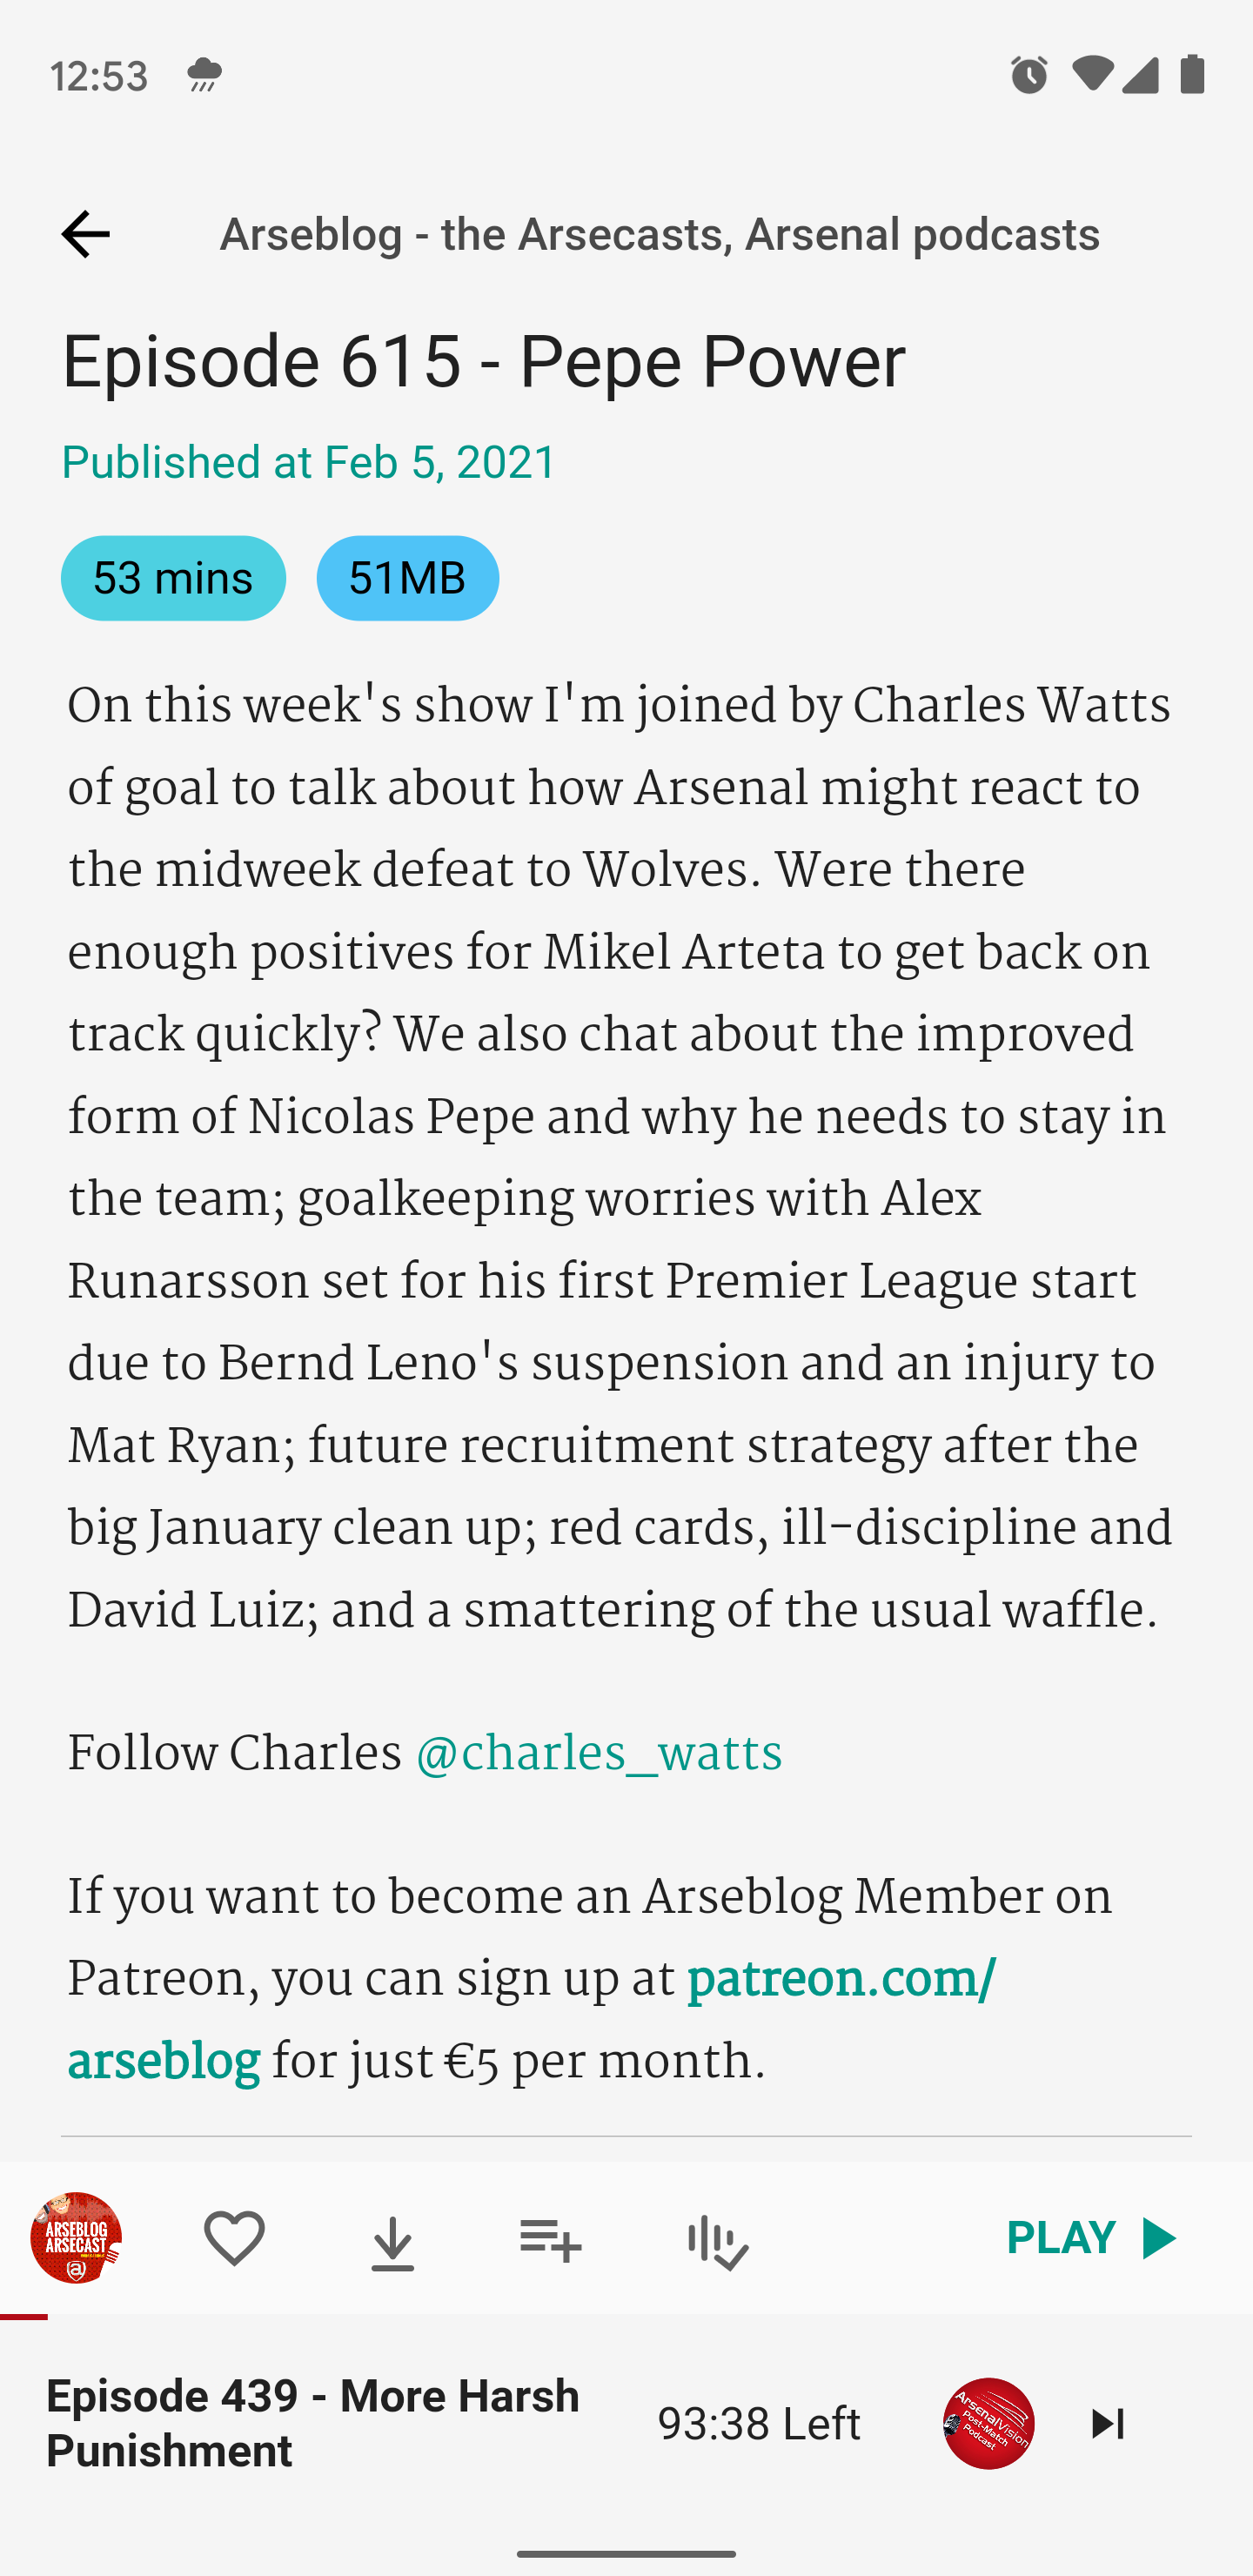 12:53
Arseblog - the Arsecasts, Arsenal podcasts
Episode 615 - Pepe Power
Published at Feb 5, 2021
53 mins 51MB
On this week's show I'm joined by Charles Watts
of goal to talk about how Arsenal might react to
the midweek defeat to Wolves. Were there
enough positives for Mikel Arteta to get back on
track quickly? We also chat about the improved
form of Nicolas Pepe and why he needs to stay in
the team; goalkeeping worries with Alex
Runarsson set for his first Premier League start
due to Bernd Leno's suspension and an injury to
Mat Ryan; future recruitment strategy after the
big January clean up; red cards, ill-discipline and
David Luiz; and a smattering of the usual waffle.
Follow Charles @charles_watts
If you want to become an Arseblog Member on
Patreon, you can sign up at patreon.com/
arseblog for just €5 per month.
ARSEBLOG
ARSECAST
PLAY
Episode 439 - More Harsh
Punishment
93:38 Left
ArsenalVision
Post-Match
Podcast